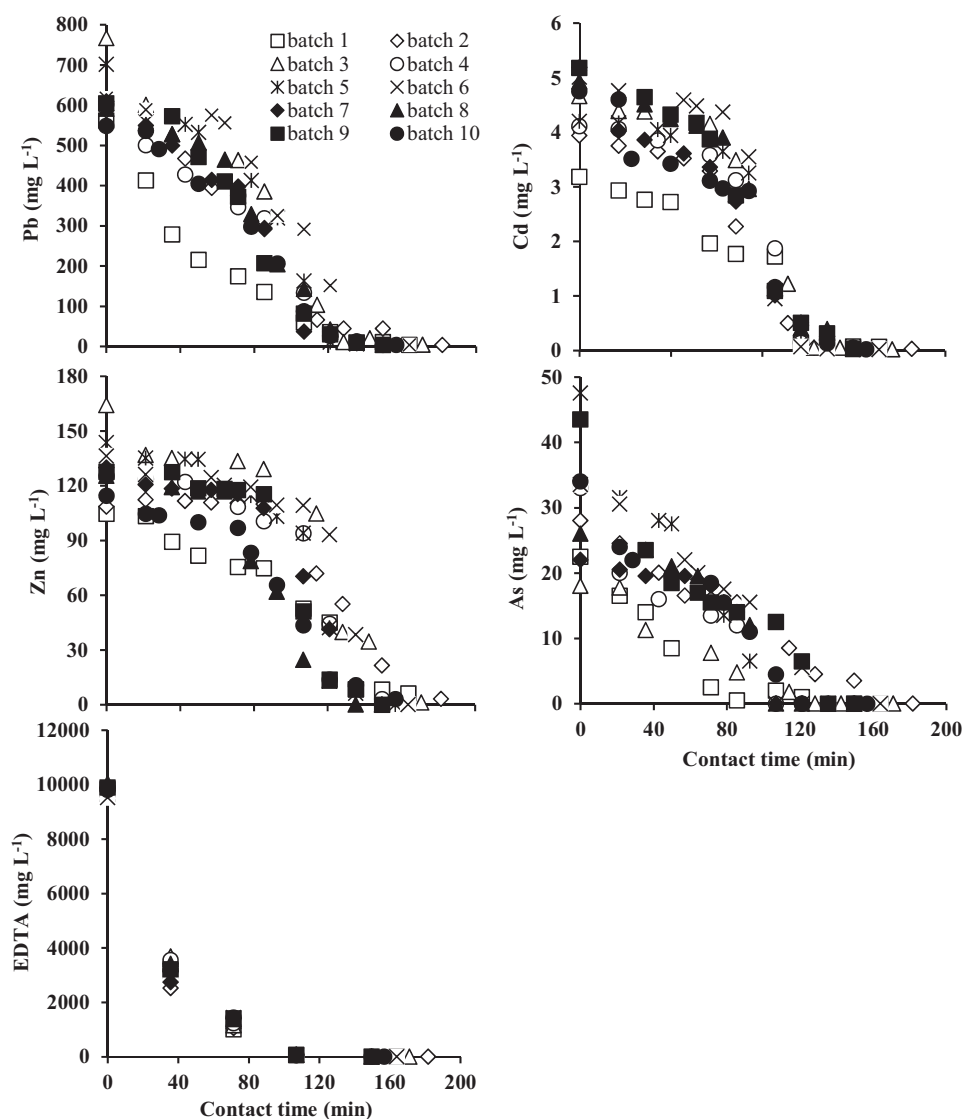 800
700
600
500
400
300
200
100
0
Pb (mg L⁻¹)
batch 1 batch 2
batch 3 batch 4
batch 5 batch 6
batch 7 batch 8
batch 9 batch 10
6
5
4
3
2
1
0
Cd (mg L⁻¹)
180
150
120
90
60
30
0
Zn (mg L⁻¹)
50
40
30
20
10
0
As (mg L⁻¹)
0 40 80 120 160 200
Contact time (min)
12000
10000
8000
6000
4000
2000
0
EDTA (mg L⁻¹)
0 40 80 120 160 200
Contact time (min)